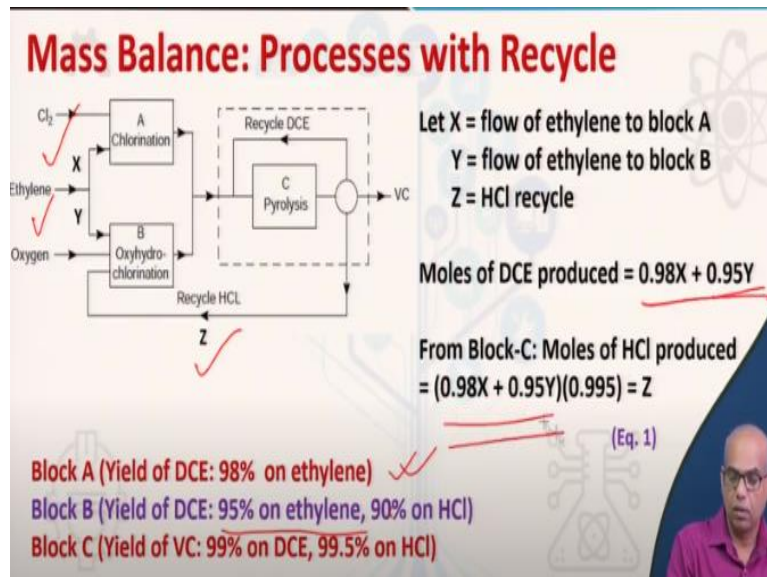 Mass Balance: Processes with Recycle
Cl2
A
Chlorination
Recycle DCE
X
C
Pyrolysis
VC
Ethylene
Y
B
Oxygen
Oxyhydro-
chlorination
Recycle HCL
Z
Let X = flow of ethylene to block A
Y = flow of ethylene to block B
Z = HCl recycle
Moles of DCE produced = 0.98X + 0.95Y
From Block-C: Moles of HCl produced
= (0.98X + 0.95Y)(0.995) = Z
(Eq. 1)
Block A (Yield of DCE: 98% on ethylene)
Block B (Yield of DCE: 95% on ethylene, 90% on HCl)
Block C (Yield of VC: 99% on DCE, 99.5% on HCl)